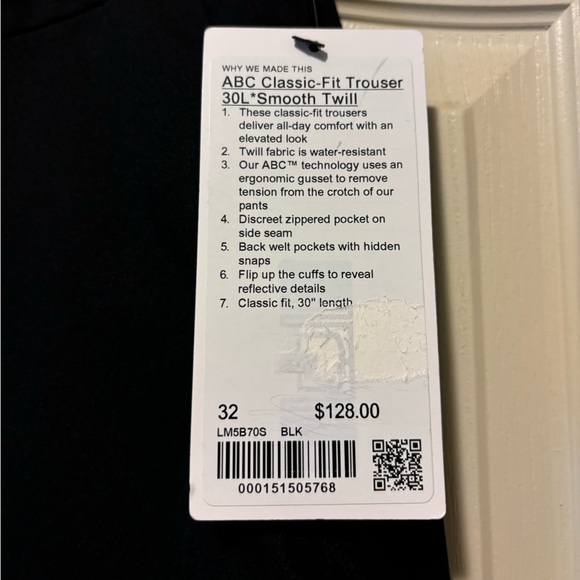 WHY WE MADE THIS
ABC Classic-Fit Trouser
30L*Smooth Twill
1. These classic-fit trousers
deliver all-day comfort with an
elevated look
2. Twill fabric is water-resistant
3. Our ABC™ technology uses an
ergonomic gusset to remove
tension from the crotch of our
pants
4. Discreet zippered pocket on
side seam
5. Back welt pockets with hidden
snaps
6. Flip up the cuffs to reveal
reflective details
7. Classic fit, 30" length
32 $128.00
LM5B70S BLK
000151505768